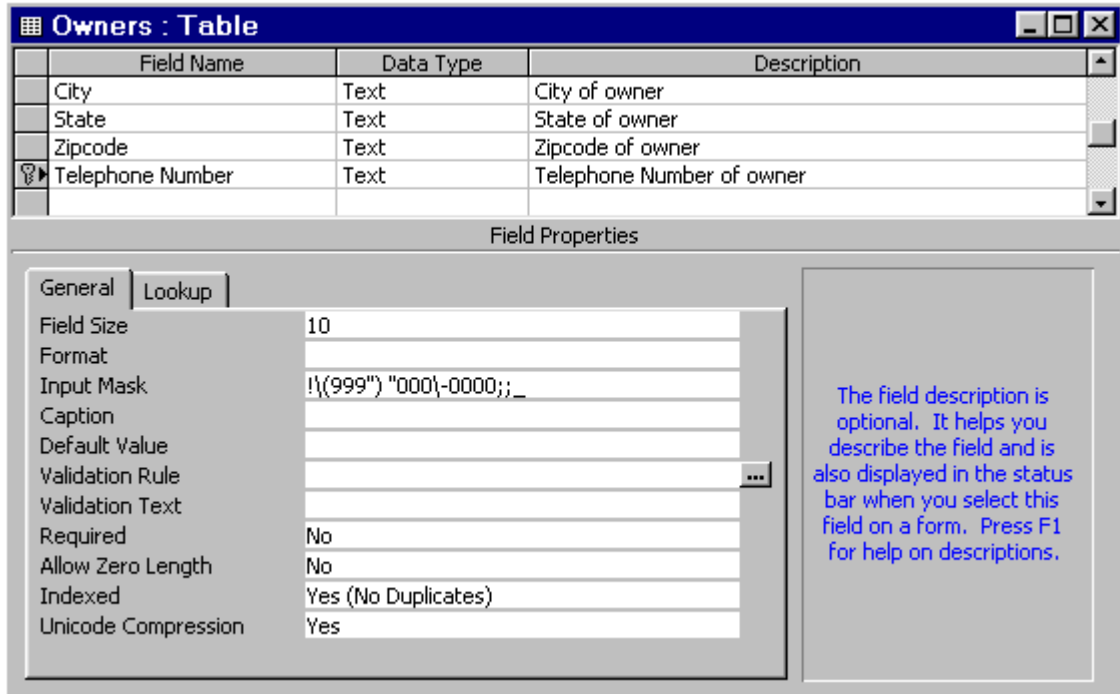 Owners : Table
Field Name Data Type Description
City Text City of owner
State Text State of owner
Zipcode Text Zipcode of owner
Telephone Number Text Telephone Number of owner
Field Properties
General Lookup
Field Size 10
Format
Input Mask !\(999") "000\-0000;;_
Caption
Default Value
Validation Rule ...
Validation Text
Required No
Allow Zero Length No
Indexed Yes (No Duplicates)
Unicode Compression Yes
The field description is
optional. It helps you
describe the field and is
also displayed in the status
bar when you select this
field on a form. Press F1
for help on descriptions.